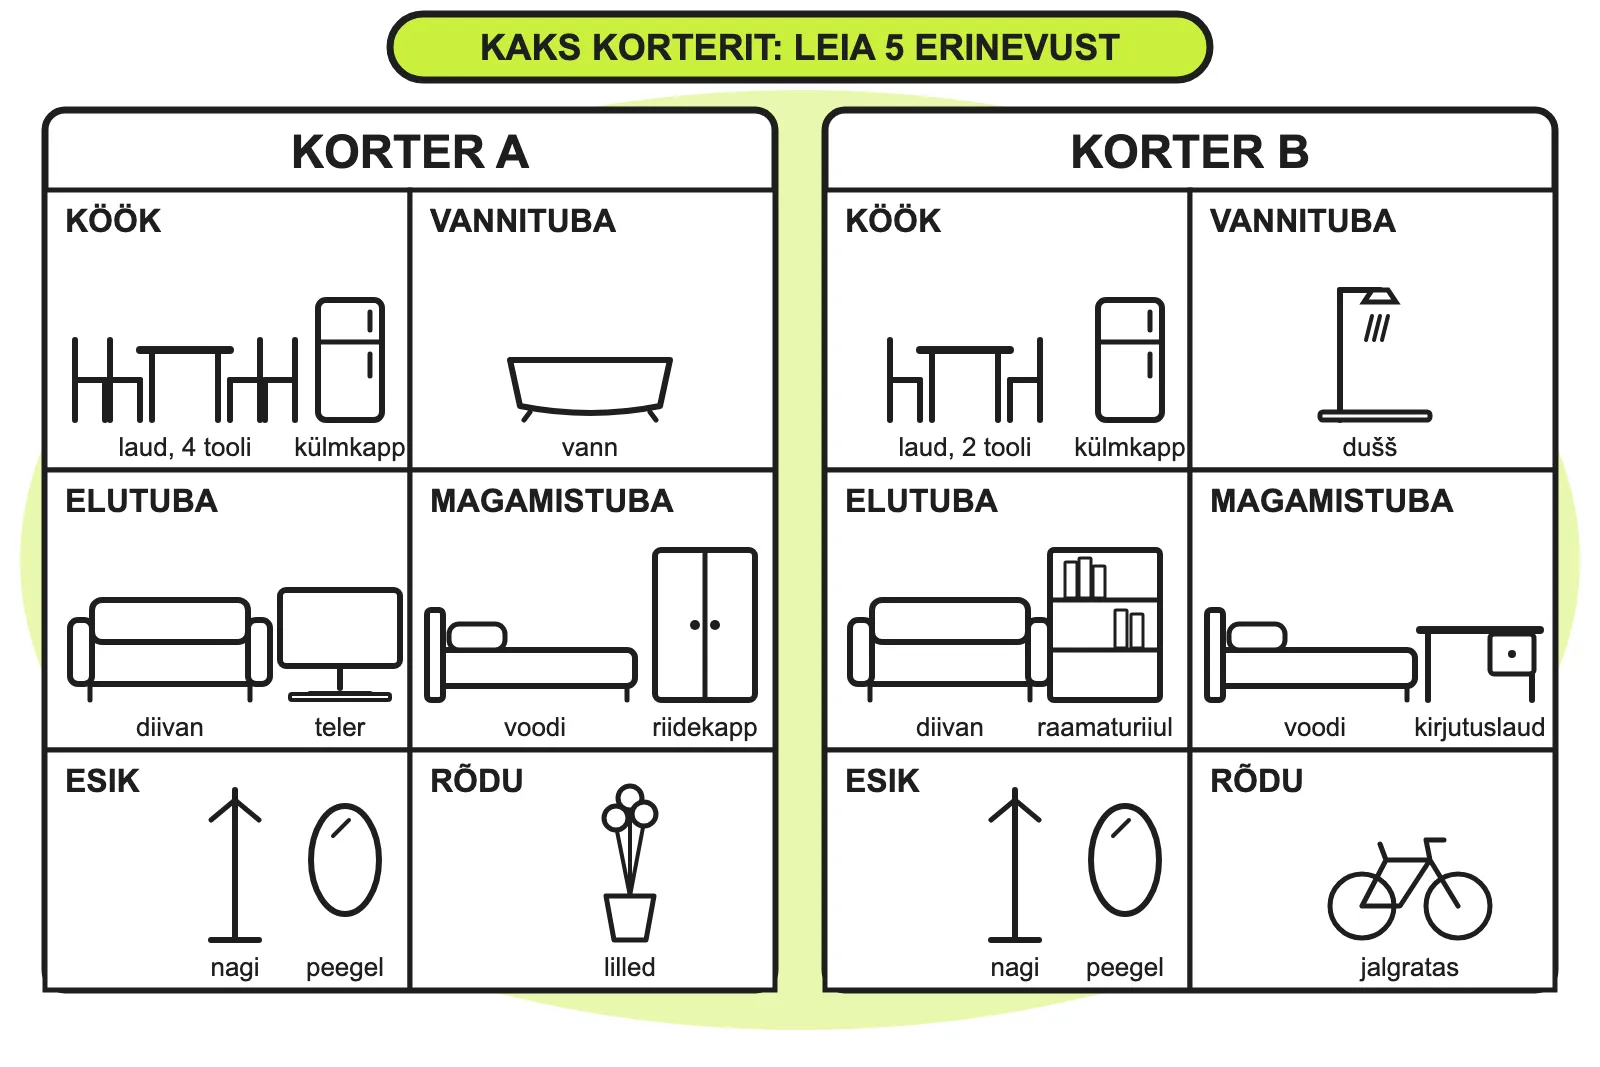 KAKS KORTERIT: LEIA 5 ERINEVUST
KORTER A
KÖÖK
laud, 4 tooli
külmkapp
VANNITUBA
vann
ELUTUBA
diivan
teler
MAGAMISTUBA
voodi
riidekapp
ESIK
nagi
peegel
RÕDU
lilled
KORTER B
KÖÖK
laud, 2 tooli
külmkapp
VANNITUBA
dušš
ELUTUBA
diivan
raamaturiiul
MAGAMISTUBA
voodi
kirjutuslaud
ESIK
nagi
peegel
RÕDU
jalgratas